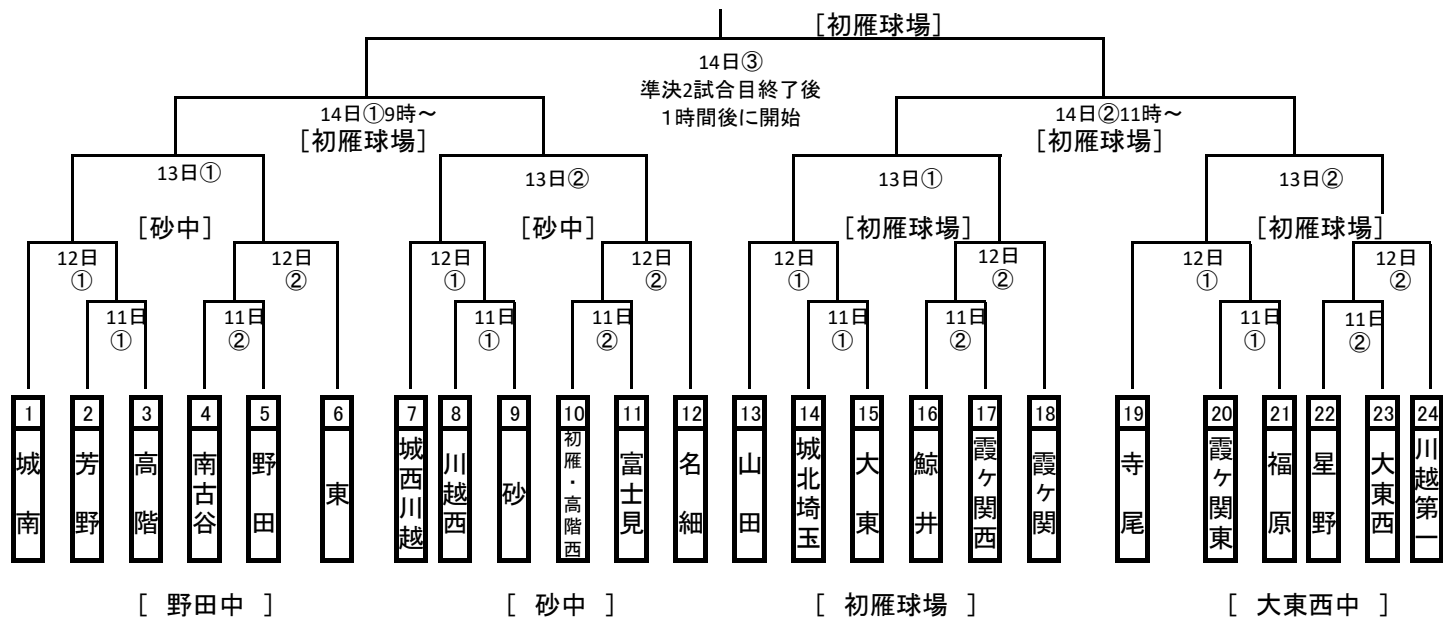 [初雁球場]
14日③
準決2試合目終了後
1時間後に開始
14日①9時～
[初雁球場]
14日②11時～
[初雁球場]
13日①
[砂中]
13日②
[砂中]
13日①
[初雁球場]
13日②
[初雁球場]
12日
①
12日
②
12日
①
12日
②
12日
①
12日
②
12日
①
12日
②
11日
①
11日
②
11日
①
11日
②
11日
①
11日
②
11日
①
11日
②
1
城南
2
芳野
3
高階
4
南古谷
5
野田
6
東
7
城西川越
8
川越西
9
砂
10
初雁・高階西
11
富士見
12
名細
13
山田
14
城北埼玉
15
大東
16
鯨井
17
霞ヶ関西
18
霞ヶ関
19
寺尾
20
霞ヶ関東
21
福原
22
星野
23
大東西
24
川越第一
[ 野田中 ]
[ 砂中 ]
[ 初雁球場 ]
[ 大東西中 ]